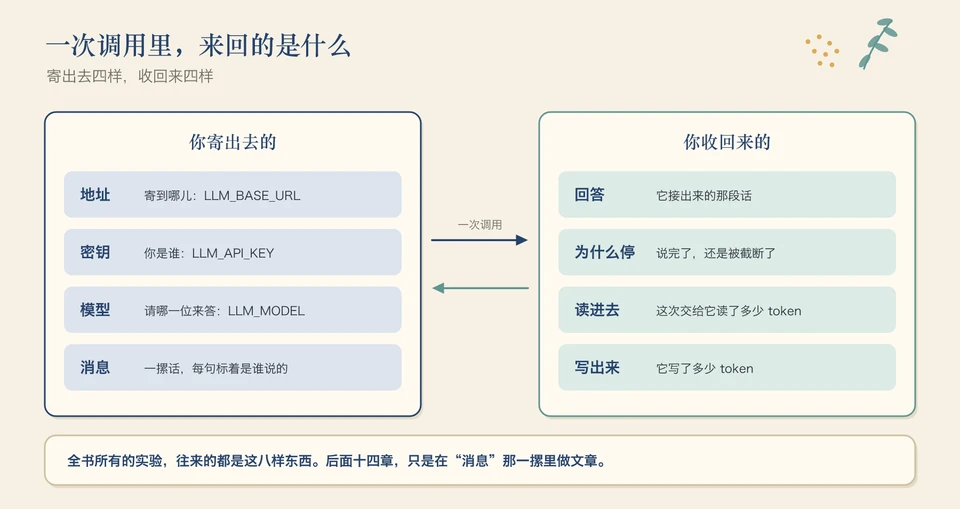 一次调用里，来回的是什么
寄出去四样，收回来四样
你寄出去的
地址 寄到哪儿：LLM_BASE_URL
密钥 你是谁：LLM_API_KEY
模型 请哪一位来答：LLM_MODEL
消息 一摞话，每句标着是谁说的
一次调用
你收回来的
回答 它接出来的那段话
为什么停 说完了，还是被截断了
读进去 这次交给它读了多少 token
写出来 它写了多少 token
全书所有的实验，往来的都是这八样东西。后面十四章，只是在“消息”那一摞里做文章。